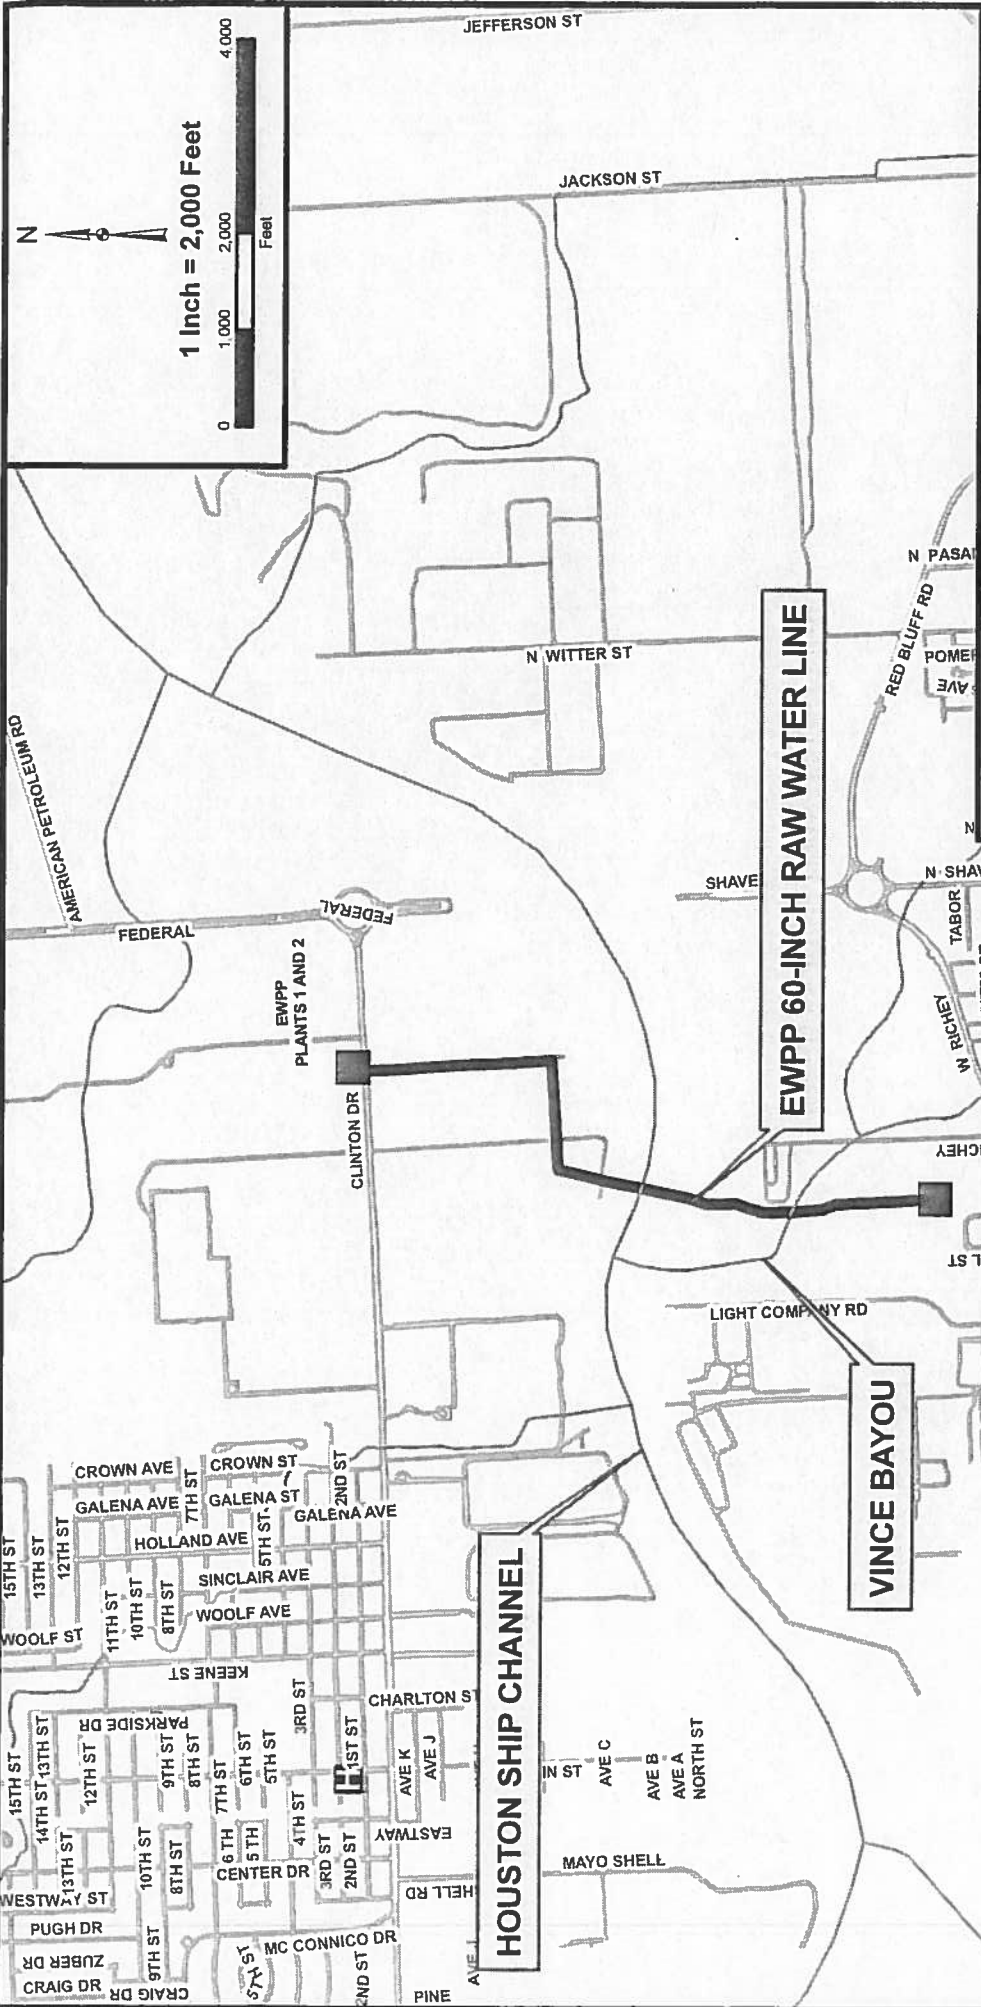 N
1 Inch = 2,000 Feet
0
1,000
2,000
4,000
Feet
JEFFERSON ST
JACKSON ST
AMERICAN PETROLEUM RD
FEDERAL
FEDERAL
EWPP
PLANTS 1 AND 2
CLINTON DR
N WITTER ST
RED BLUFF RD
SHAVE
EWPP 60-INCH RAW WATER LINE
TABOR
W RICHEY
LIGHT COMPANY RD
VINCE BAYOU
HOUSTON SHIP CHANNEL
CROWN AVE
CROWN ST
GALENA AVE
GALENA ST
GALENA AVE
7TH ST
2ND ST
HOLLAND AVE
5TH ST
SINCLAIR AVE
WOOLF AVE
15TH ST
13TH ST
12TH ST
11TH ST
10TH ST
8TH ST
WOOLF ST
KEENE ST
PARKSIDE DR
3RD ST
CHARLTON ST
15TH ST
14TH ST
13TH ST
12TH ST
9TH ST
8TH ST
7TH ST
6TH ST
5TH ST
4TH ST
H
1ST ST
AVE K
AVE J
IN ST
AVE C
AVE B
AVE A
NORTH ST
EASTWAY
13TH ST
10TH ST
8TH ST
6 TH
5 TH
CENTER DR
3RD ST
2ND ST
HELL RD
MAYO SHELL
WESTWAY ST
PUGH DR
ZUBER DR
CRAIG DR
CRAIG DR
9TH ST
5TH ST
MC CONNICO DR
2ND ST
PINE